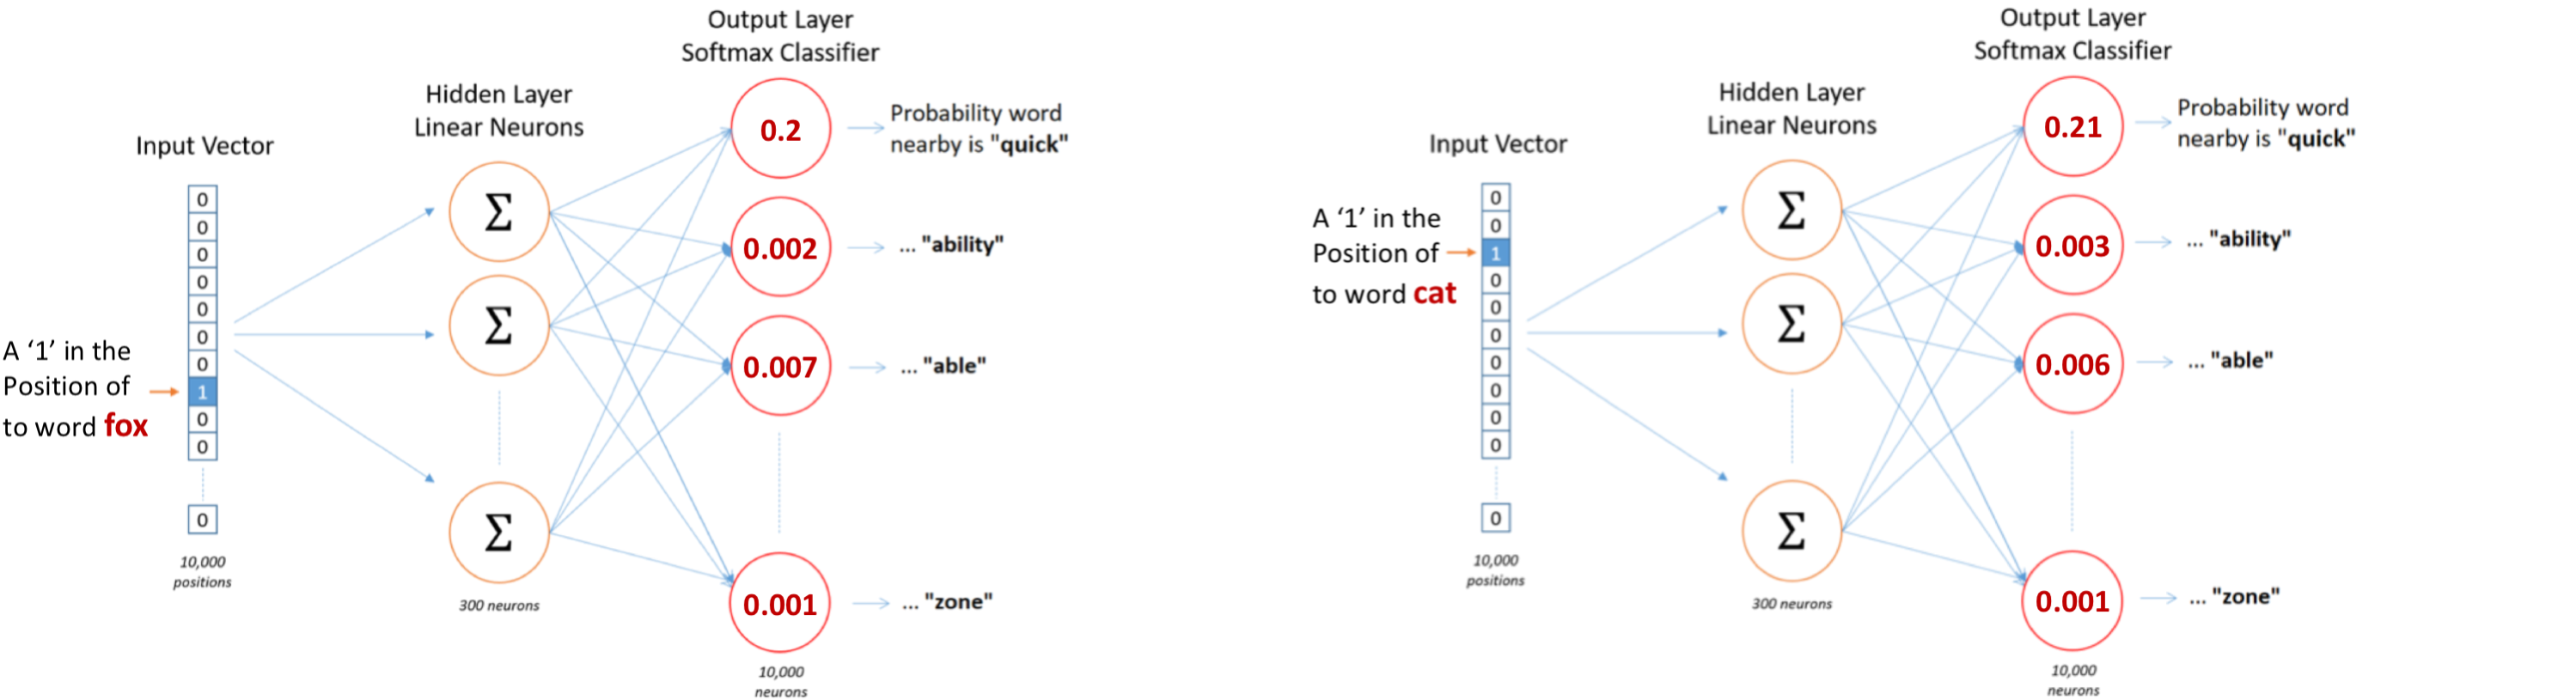 Output Layer
Softmax Classifier
Hidden Layer
Linear Neurons
Input Vector
A ‘1’ in the
Position of
to word fox
0
0
0
0
0
0
0
1
0
0
0
10,000
positions
Σ
Σ
Σ
300 neurons
0.2
0.002
0.007
0.001
10,000
neurons
Probability word
nearby is "quick"
... "ability"
... "able"
... "zone"
Output Layer
Softmax Classifier
Hidden Layer
Linear Neurons
Input Vector
A ‘1’ in the
Position of
to word cat
0
0
1
0
0
0
0
0
0
0
0
10,000
positions
Σ
Σ
Σ
300 neurons
0.21
0.003
0.006
0.001
10,000
neurons
Probability word
nearby is "quick"
... "ability"
... "able"
... "zone"